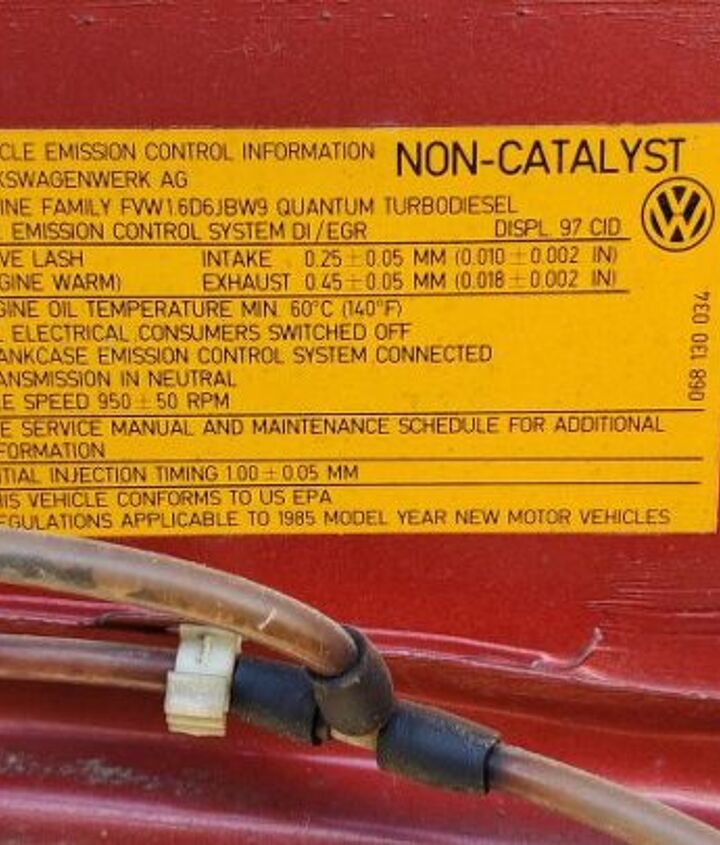 CLE EMISSION CONTROL INFORMATION NON-CATALYST
KSWAGENWERK AG
INE FAMILY FVW1.6D6JBW9 QUANTUM TURBODIESEL
EMISSION CONTROL SYSTEM DI/EGR DISPL. 97 CID
VE LASH INTAKE 0.25 ± 0.05 MM (0.010 ± 0.002 IN)
GINE WARM) EXHAUST 0.45 ± 0.05 MM (0.018 ± 0.002 IN)
GINE OIL TEMPERATURE MIN. 60°C (140°F)
L ELECTRICAL CONSUMERS SWITCHED OFF
ANKCASE EMISSION CONTROL SYSTEM CONNECTED
ANSMISSION IN NEUTRAL
E SPEED 950 ± 50 RPM
E SERVICE MANUAL AND MAINTENANCE SCHEDULE FOR ADDITIONAL
FORMATION
TIAL INJECTION TIMING 1.00 ± 0.05 MM
HIS VEHICLE CONFORMS TO US EPA
EGULATIONS APPLICABLE TO 1985 MODEL YEAR NEW MOTOR VEHICLES
VW
068 130 034